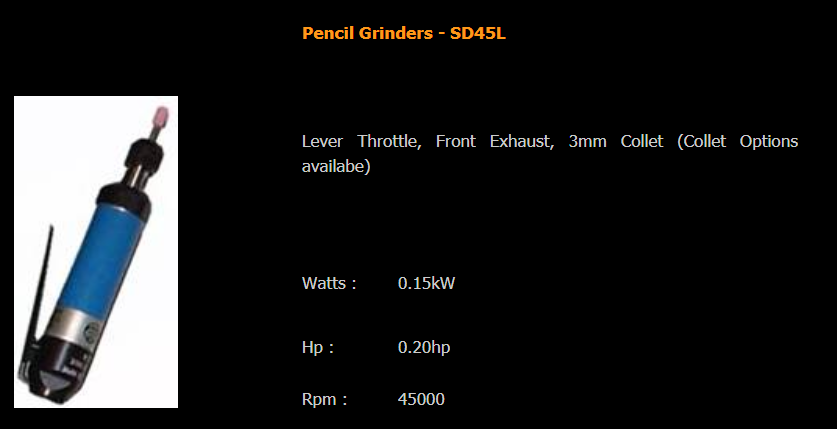 Pencil Grinders - SD45L
Lever Throttle, Front Exhaust, 3mm Collet (Collet Options
availabe)
Watts : 0.15kW
Hp : 0.20hp
Rpm : 45000